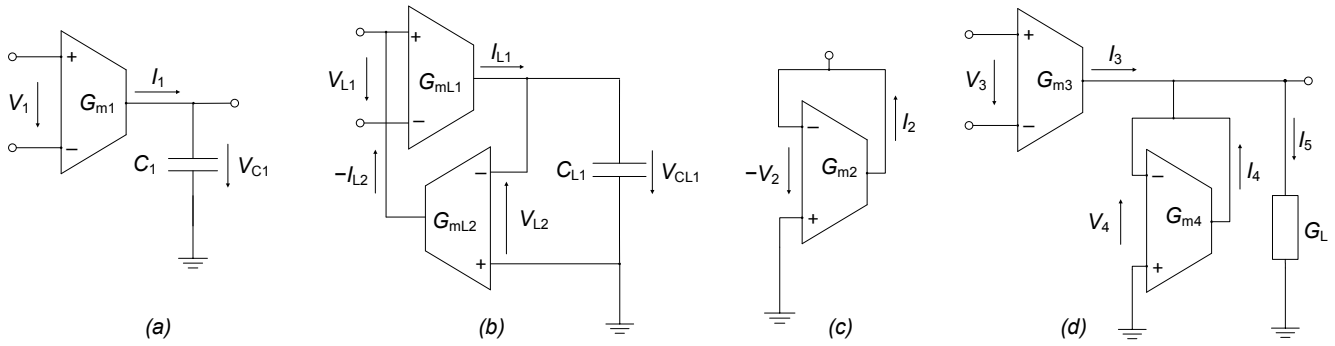 +
I1
V1
Gm1
−
C1
VC1
(a)
+
IL1
VL1
GmL1
−
−IL2
−
GmL2
VL2
+
CL1
VCL1
(b)
−
I2
−V2
Gm2
+
(c)
+
I3
V3
Gm3
−
I5
−
I4
V4
Gm4
GL
+
(d)